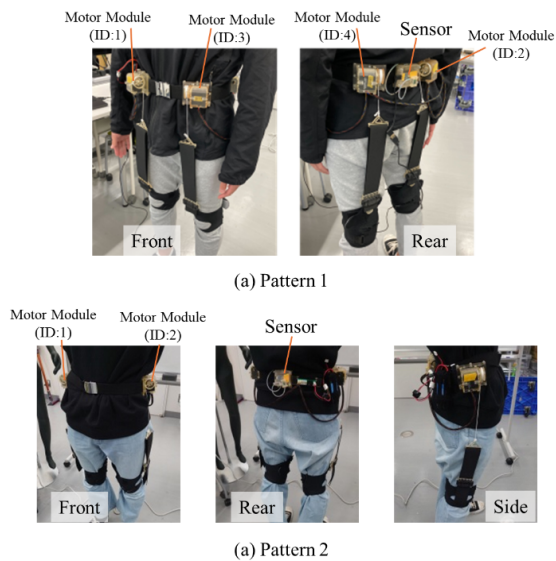 Motor Module
(ID:1)
Motor Module
(ID:3)
Motor Module
(ID:4)
Sensor
Motor Module
(ID:2)
Front
Rear
(a) Pattern 1
Motor Module
(ID:1)
Motor Module
(ID:2)
Sensor
Front
Rear
Side
(a) Pattern 2